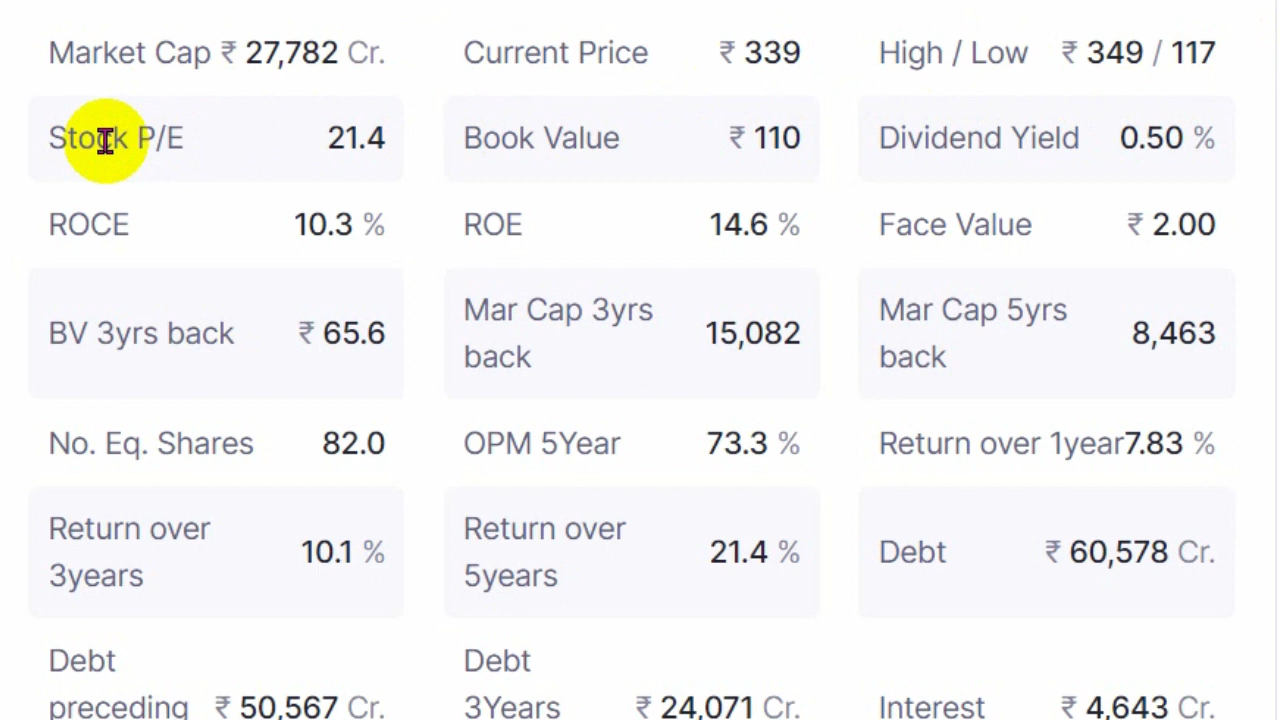 Market Cap ₹ 27,782 Cr. Current Price ₹ 339 High / Low ₹ 349 / 117
Stock P/E 21.4 Book Value ₹ 110 Dividend Yield 0.50 %
ROCE 10.3 % ROE 14.6 % Face Value ₹ 2.00
BV 3yrs back ₹ 65.6
Mar Cap 3yrs
back 15,082
Mar Cap 5yrs
back 8,463
No. Eq. Shares 82.0 OPM 5Year 73.3 % Return over 1year7.83 %
Return over
3years 10.1 %
Return over
5years 21.4 %
Debt ₹ 60,578 Cr.
Debt
preceding ₹ 50,567 Cr.
Debt
3Years ₹ 24,071 Cr.
Interest ₹ 4,643 Cr.